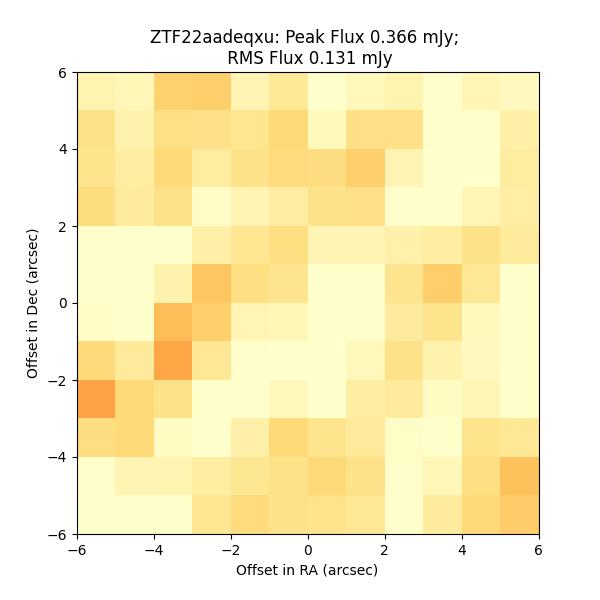 ZTF22aadeqxu: Peak Flux 0.366 mJy;
RMS Flux 0.131 mJy
6
4
2
0
−2
−4
−6
Offset in Dec (arcsec)
−6 −4 −2 0 2 4 6
Offset in RA (arcsec)